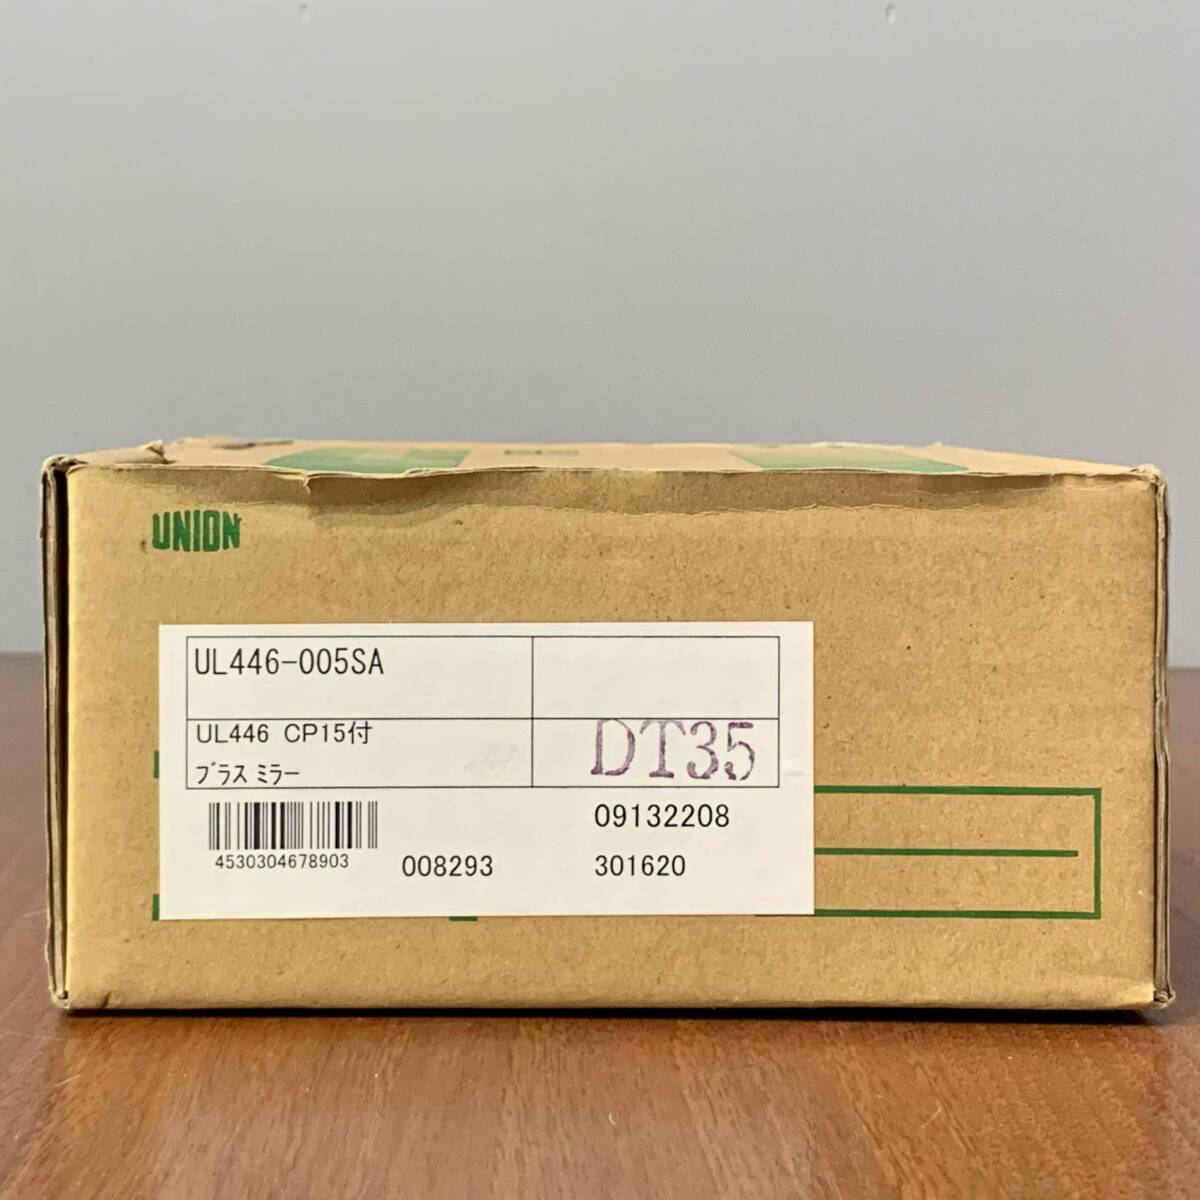 UNION
UL446-005SA
UL446 CP15付
ﾌﾞﾗｽ ﾐﾗｰ
DT35
09132208
4530304678903
008293
301620